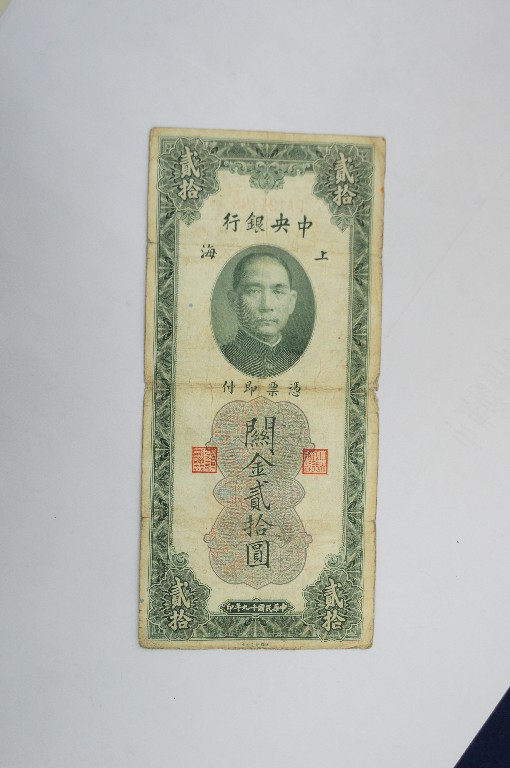 貳拾
貳拾
中央銀行
上海
憑票即付
關金貳拾圓
中華民國十九年印
貳拾
貳拾